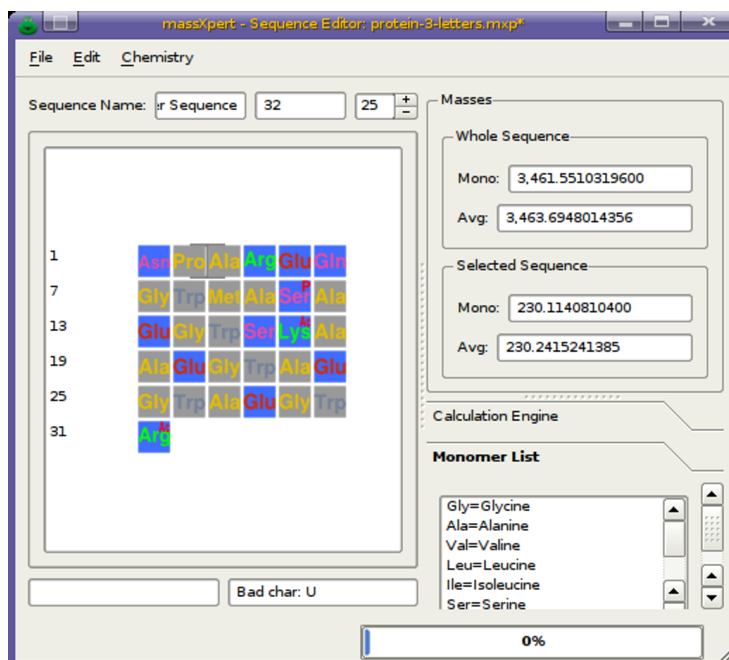 massXpert - Sequence Editor: protein-3-letters.mxp*
File Edit Chemistry
Sequence Name: r Sequence 32 25 + -
Masses
Whole Sequence
Mono: 3,461.5510319600
Avg: 3,463.6948014356
Selected Sequence
Mono: 230.1140810400
Avg: 230.2415241385
1 Asn Pro Ala Arg Glu Gln
7 Gly Trp Met Ala Ser P Ala
13 Glu Gly Trp Ser Lys Ac Ala
19 Ala Glu Gly Trp Ala Glu
25 Gly Trp Ala Glu Gly Trp
31 Arg Ac
Calculation Engine
Monomer List
Gly=Glycine
Ala=Alanine
Val=Valine
Leu=Leucine
Ile=Isoleucine
Ser=Serine
Bad char: U
0%